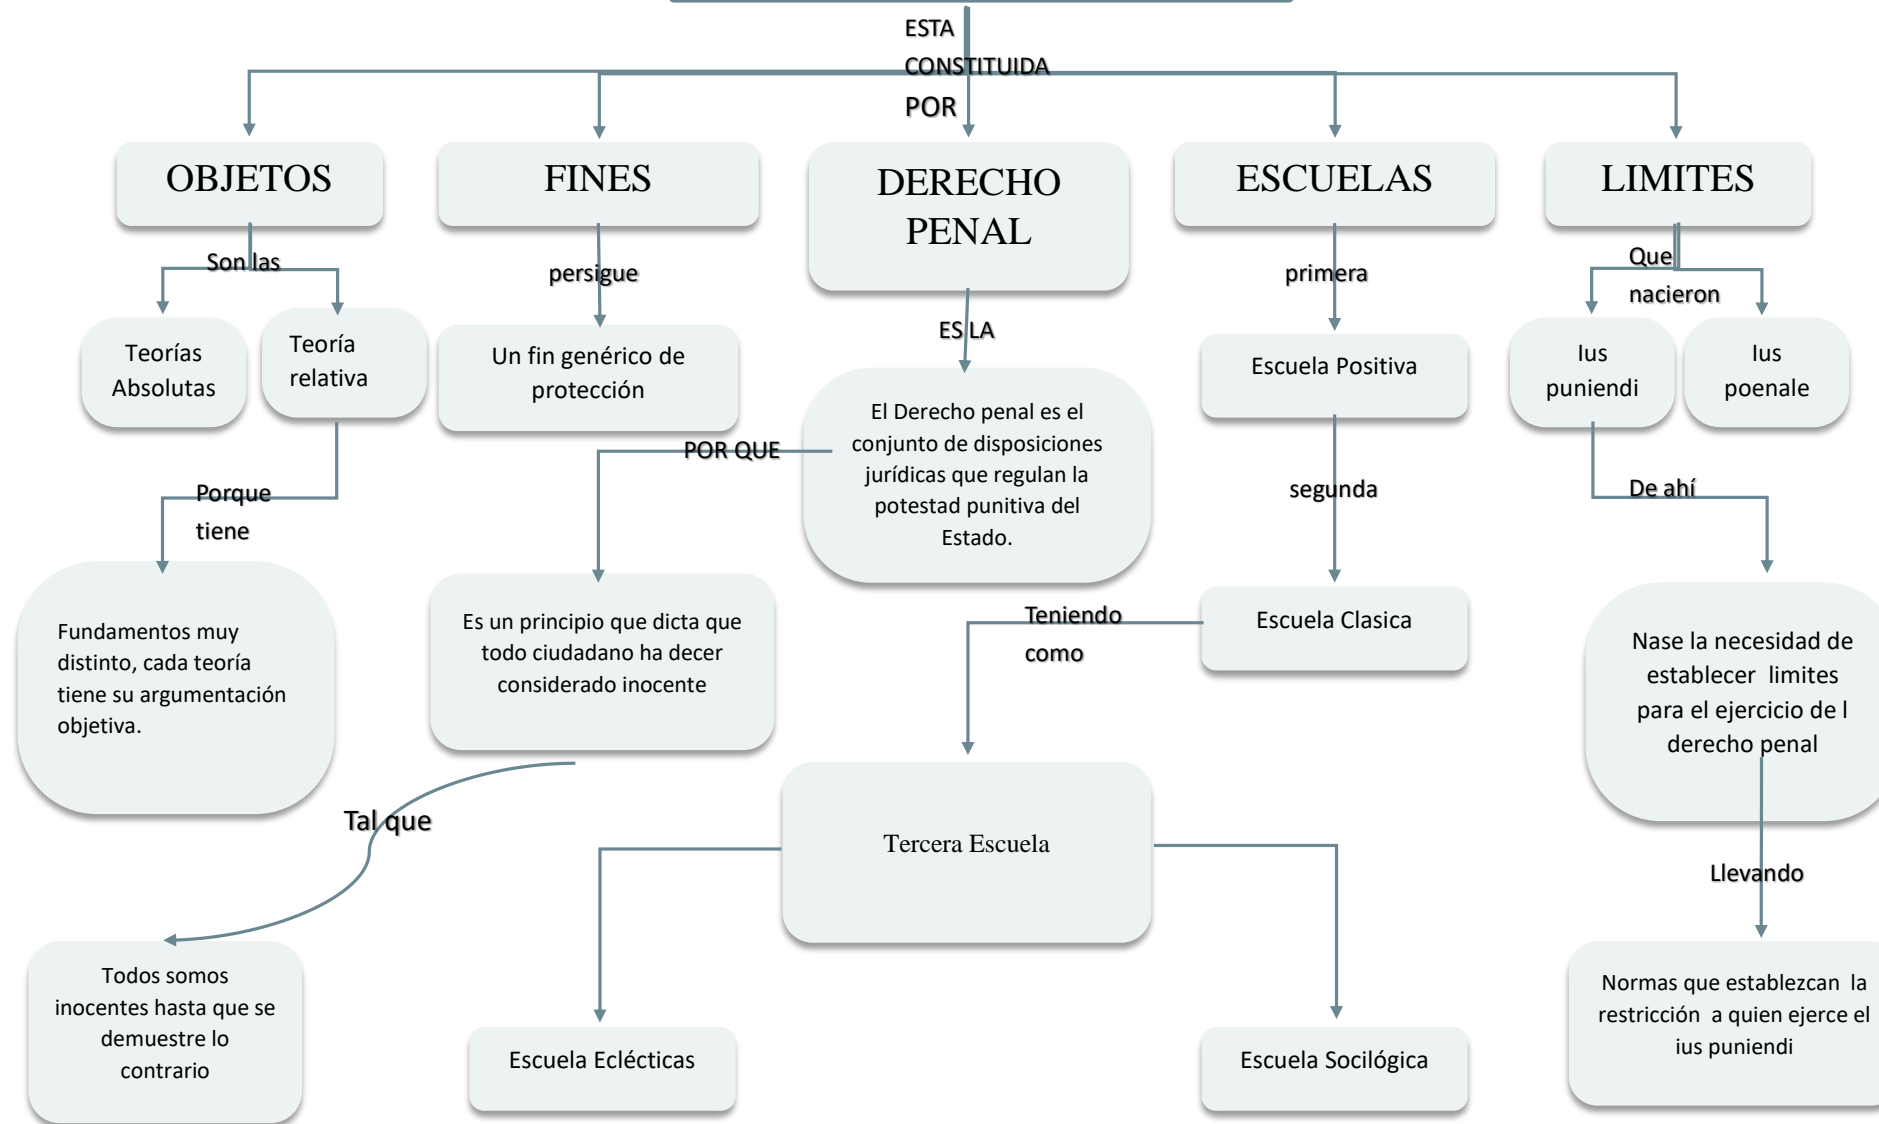 ESTA
CONSTITUIDA
POR
OBJETOS
FINES
DERECHO
PENAL
ESCUELAS
LIMITES
Son las
persigue
ES LA
primera
Que
nacieron
Teorías
Absolutas
Teoría
relativa
Un fin genérico de
protección
El Derecho penal es el
conjunto de disposiciones
jurídicas que regulan la
potestad punitiva del
Estado.
Escuela Positiva
Ius
puniendi
Ius
poenale
POR QUE
Porque
tiene
segunda
De ahí
Fundamentos muy
distinto, cada teoría
tiene su argumentación
objetiva.
Es un principio que dicta que
todo ciudadano ha decer
considerado inocente
Teniendo
como
Escuela Clasica
Nase la necesidad de
establecer  limites
para el ejercicio de l
derecho penal
Tal que
Tercera Escuela
Llevando
Todos somos
inocentes hasta que se
demuestre lo
contrario
Escuela Eclécticas
Escuela Socilógica
Normas que establezcan  la
restricción  a quien ejerce el
ius puniendi